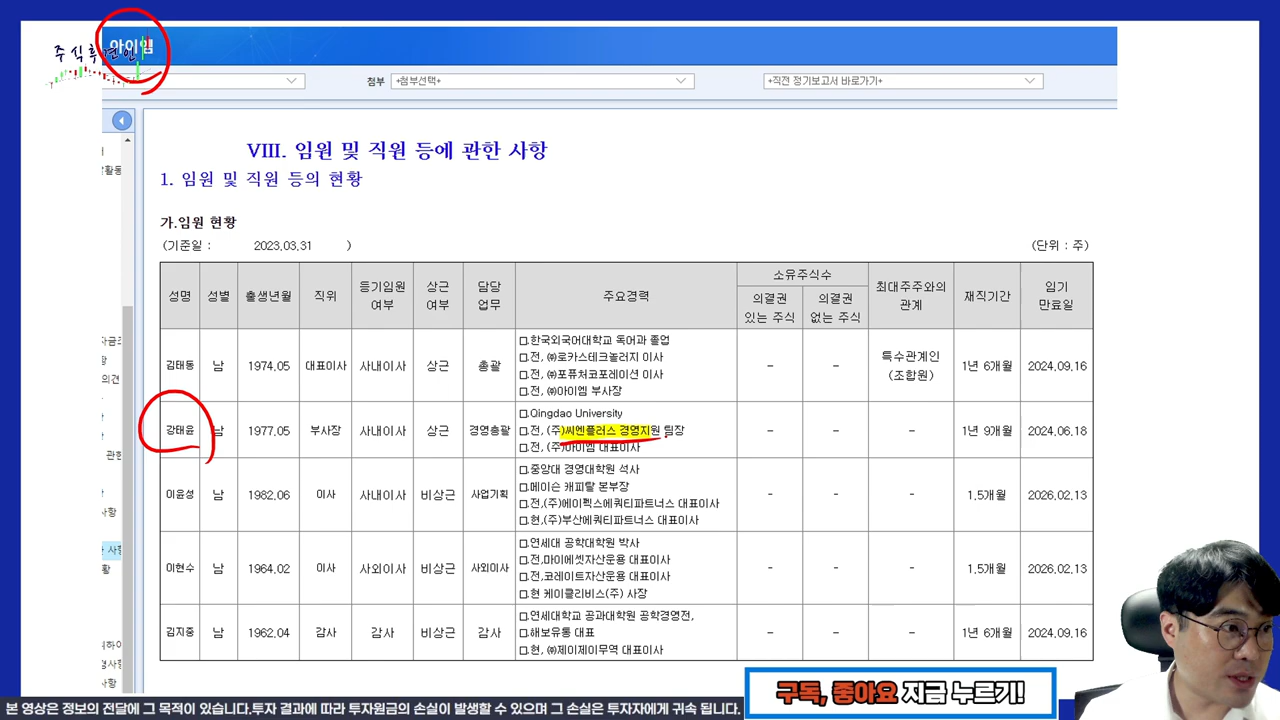 주식후견인
아이엠
첨부 +첨부선택+ +직전 정기보고서 바로가기+
VIII. 임원 및 직원 등에 관한 사항
1. 임원 및 직원 등의 현황
가.임원 현황
(기준일 : 2023.03.31 )
(단위 : 주)
성명 성별 출생년월 직위 등기임원 여부 상근 여부 담당 업무 주요경력 소유주식수 최대주주와의 관계 재직기간 임기 만료일
의결권 있는 주식 의결권 없는 주식
김태동 남 1974.05 대표이사 사내이사 상근 총괄
□.한국외국어대학교 독어과 졸업
□.전, ㈜로카스테크놀러지 이사
□.전, ㈜포퓨처코포레이션 이사
□.전, ㈜아이엠 부사장
- - 특수관계인 (조합원) 1년 6개월 2024.09.16
강태윤 남 1977.05 부사장 사내이사 상근 경영총괄
□.Qingdao University
□.전, (주)씨엔플러스 경영지원 팀장
□.전, (주)아이엠 대표이사
- - - 1년 9개월 2024.06.18
이윤성 남 1982.06 이사 사내이사 비상근 사업기획
□.중앙대 경영대학원 석사
□.메이슨 캐피탈 본부장
□.전,(주)에이펙스에쿼티파트너스 대표이사
□.현,(주)부산에쿼티파트너스 대표이사
- - - 1.5개월 2026.02.13
이현수 남 1964.02 이사 사외이사 비상근 사외이사
□.연세대 공학대학원 박사
□.전,마이에셋자산운용 대표이사
□.전,코레이트자산운용 대표이사
□.현 케이클리비스(주) 사장
- - - 1.5개월 2026.02.13
김지중 남 1962.04 감사 감사 비상근 감사
□.연세대학교 공과대학원 공학경영전,
□.해보유통 대표
□.현, ㈜제이제이무역 대표이사
- - - 1년 6개월 2024.09.16
구독, 좋아요 지금 누르기!
본 영상은 정보의 전달에 그 목적이 있습니다.투자 결과에 따라 투자원금의 손실이 발생할 수 있으며 그 손실은 투자자에게 귀속 됩니다.